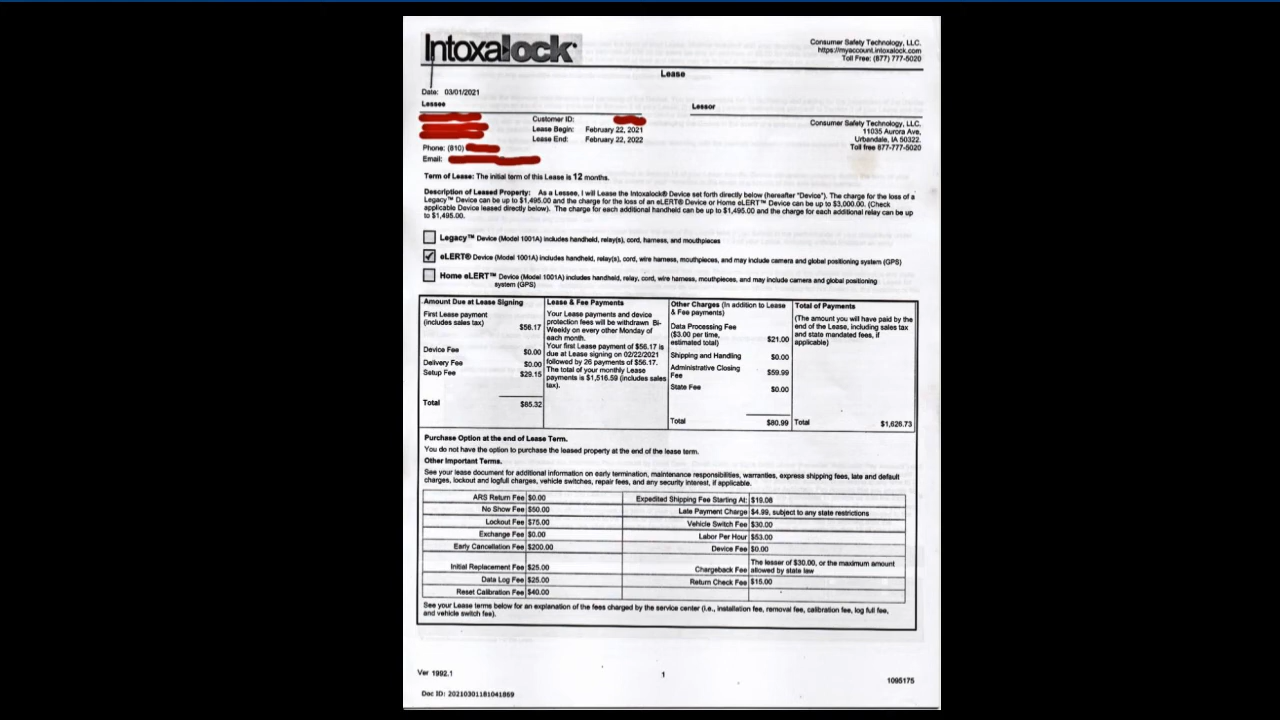 Intoxalock
Consumer Safety Technology, LLC.
https://myaccount.intoxalock.com
Toll Free: (877) 777-5020
Lease
Date: 03/01/2021
Lessee
Lessor
Customer ID:
Lease Begin: February 22, 2021
Lease End: February 22, 2022
Phone: (810)
Email:
Consumer Safety Technology, LLC.
11035 Aurora Ave,
Urbandale, IA 50322.
Toll free 877-777-5020
Term of Lease: The initial term of this Lease is 12 months.
Description of Leased Property: As a Lessee, I will Lease the Intoxalock® Device set forth directly below (hereafter "Device"). The charge for the loss of a
Legacy™ Device can be up to $1,495.00 and the charge for the loss of an eLERT® Device or Home eLERT™ Device can be up to $3,000.00. (Check
applicable Device leased directly below). The charge for each additional handheld can be up to $1,495.00 and the charge for each additional relay can be up
to $1,495.00.
Legacy™ Device (Model 1001A) includes handheld, relay(s), cord, harness, and mouthpieces
eLERT® Device (Model 1001A) includes handheld, relay(s), cord, wire harness, mouthpieces, and may include camera and global positioning system (GPS)
Home eLERT™ Device (Model 1001A) includes handheld, relay, cord, wire harness, mouthpieces, and may include camera and global positioning
system (GPS)
Amount Due at Lease Signing
First Lease payment
(includes sales tax) $56.17
Device Fee $0.00
Delivery Fee $0.00
Setup Fee $29.15
Total $85.32
Lease & Fee Payments
Your Lease payments and device
protection fees will be withdrawn Bi-
Weekly on every other Monday of
each month.
Your first Lease payment of $56.17 is
due at Lease signing on 02/22/2021
followed by 26 payments of $56.17.
The total of your monthly Lease
payments is $1,516.59 (includes sales
tax).
Other Charges (in addition to Lease
& Fee payments)
Data Processing Fee
($3.00 per time,
estimated total) $21.00
Shipping and Handling $0.00
Administrative Closing
Fee $59.99
State Fee $0.00
Total $80.99
Total of Payments
(The amount you will have paid by the
end of the Lease, including sales tax
and state mandated fees, if
applicable)
Total $1,626.73
Purchase Option at the end of Lease Term.
You do not have the option to purchase the leased property at the end of the lease term.
Other Important Terms.
See your lease document for additional information on early termination, maintenance responsibilities, warranties, express shipping fees, late and default
charges, lockout and logfull charges, vehicle switches, repair fees, and any security interest, if applicable.
ARS Return Fee $0.00 Expedited Shipping Fee Starting At: $19.08
No Show Fee $50.00 Late Payment Charge $4.99, subject to any state restrictions
Lockout Fee $75.00 Vehicle Switch Fee $30.00
Exchange Fee $0.00 Labor Per Hour $53.00
Early Cancellation Fee $200.00 Device Fee $0.00
Initial Replacement Fee $25.00 Chargeback Fee The lesser of $30.00, or the maximum amount
allowed by state law
Data Log Fee $25.00 Return Check Fee $15.00
Reset Calibration Fee $40.00
See your Lease terms below for an explanation of the fees charged by the service center (i.e., installation fee, removal fee, calibration fee, log full fee,
and vehicle switch fee).
Ver 1992.1
1
1095175
Doc ID: 20210301181041869